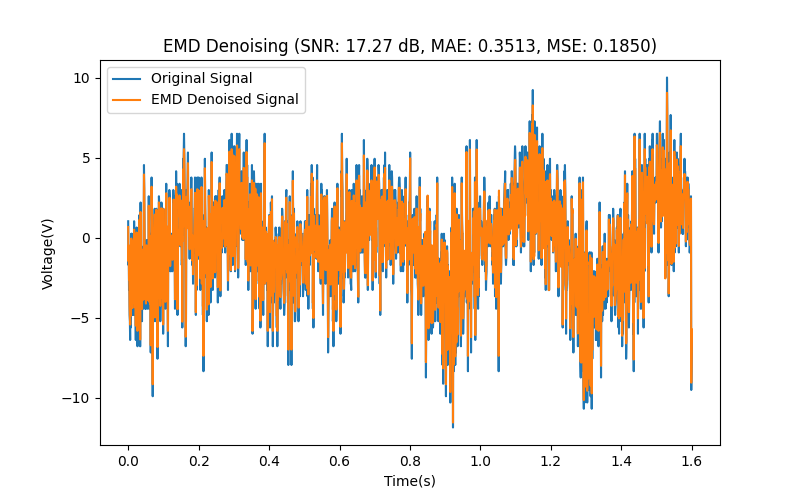 EMD Denoising (SNR: 17.27 dB, MAE: 0.3513, MSE: 0.1850)
Original Signal
EMD Denoised Signal
10
5
0
−5
−10
Voltage(V)
0.0 0.2 0.4 0.6 0.8 1.0 1.2 1.4 1.6
Time(s)